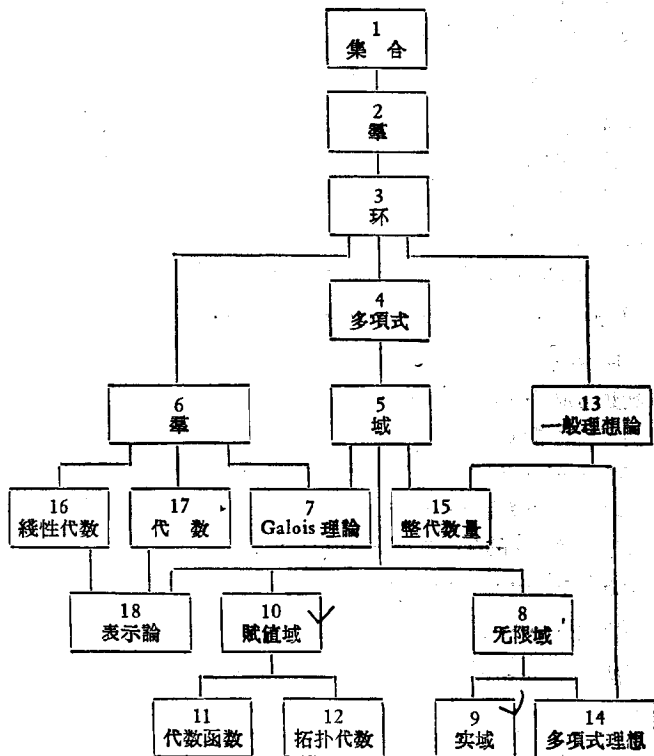 1
集 合
2
羣
3
环
4
多項式
6
羣
5
域
13
一般理想論
16
綫性代数
17
代 数
7
Galois 理論
15
整代数量
18
表示論
10
賦值域
8
无限域
11
代数函数
12
拓扑代数
9
实域
14
多項式理想